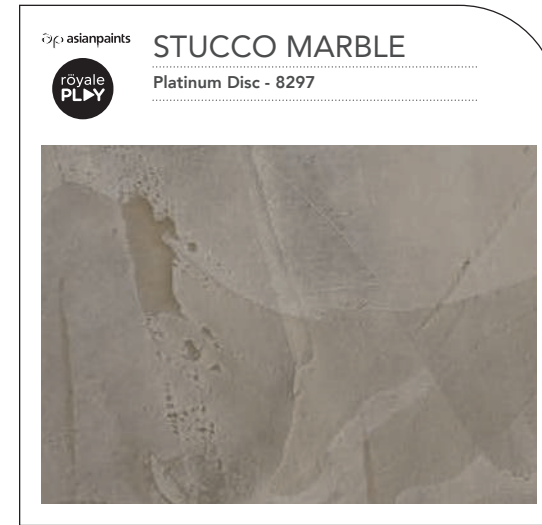 asianpaints
STUCCO MARBLE
röyale
PLAY
Platinum Disc - 8297